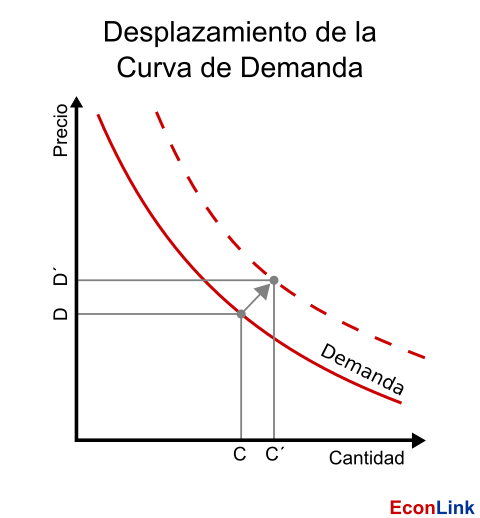 Desplazamiento de la
Curva de Demanda
Precio
D´
D
Demanda
C
C´
Cantidad
EconLink